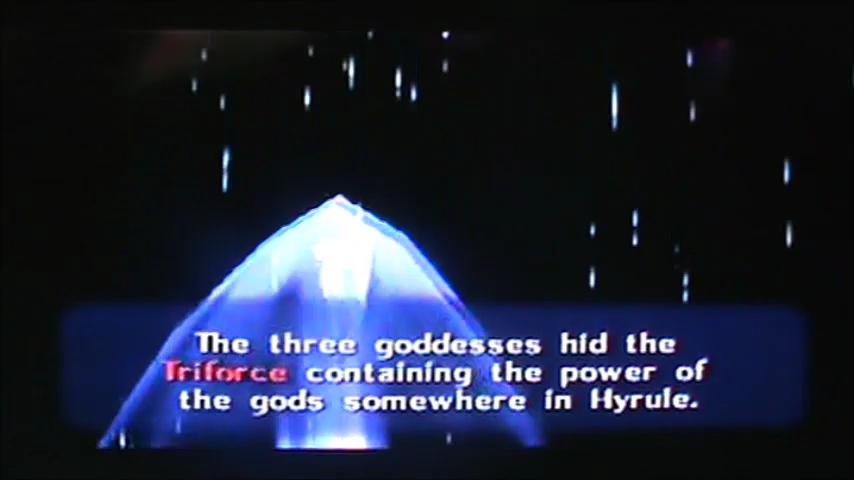 The three goddesses hid the
Triforce containing the power of
the gods somewhere in Hyrule.